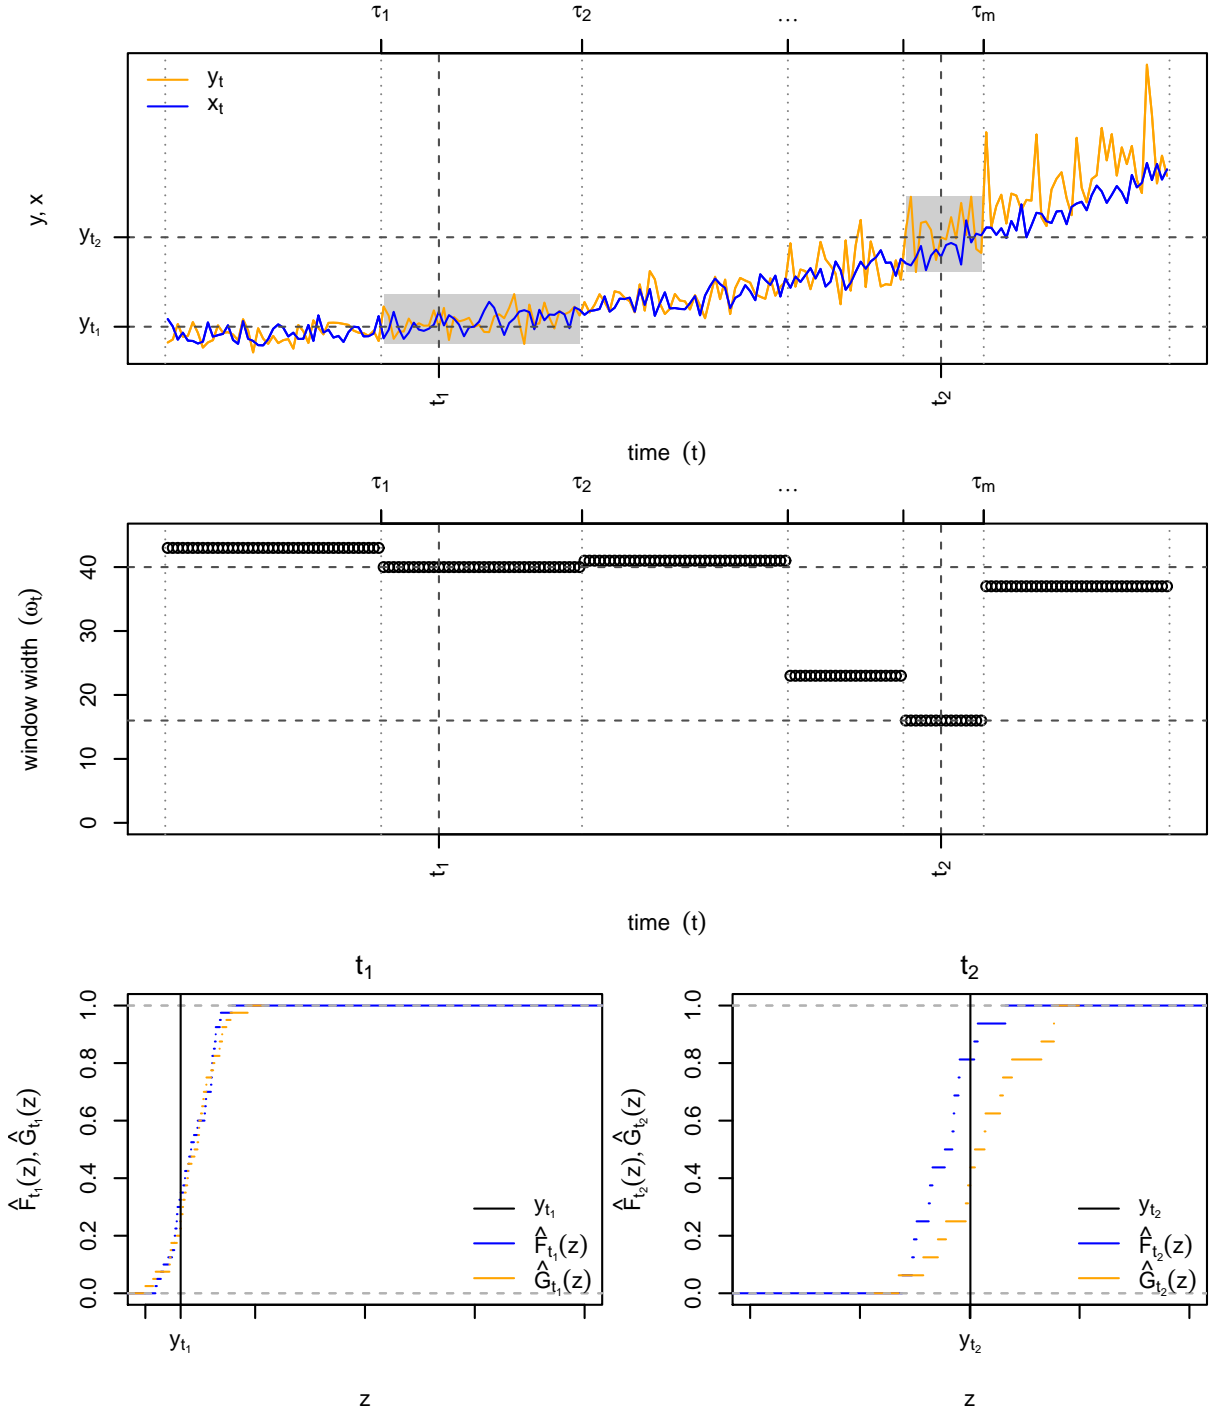 τ1 τ2 … τm
yt
xt
y, x
yt2
yt1
t1 t2
time (t)
τ1 τ2 … τm
window width (ωt)
40
30
20
10
0
t1 t2
time (t)
t1
F̂t1(z), Ĝt1(z)
1.0
0.8
0.6
0.4
0.2
0.0
yt1
F̂t1(z)
Ĝt1(z)
yt1
z
t2
F̂t2(z), Ĝt2(z)
1.0
0.8
0.6
0.4
0.2
0.0
yt2
F̂t2(z)
Ĝt2(z)
yt2
z